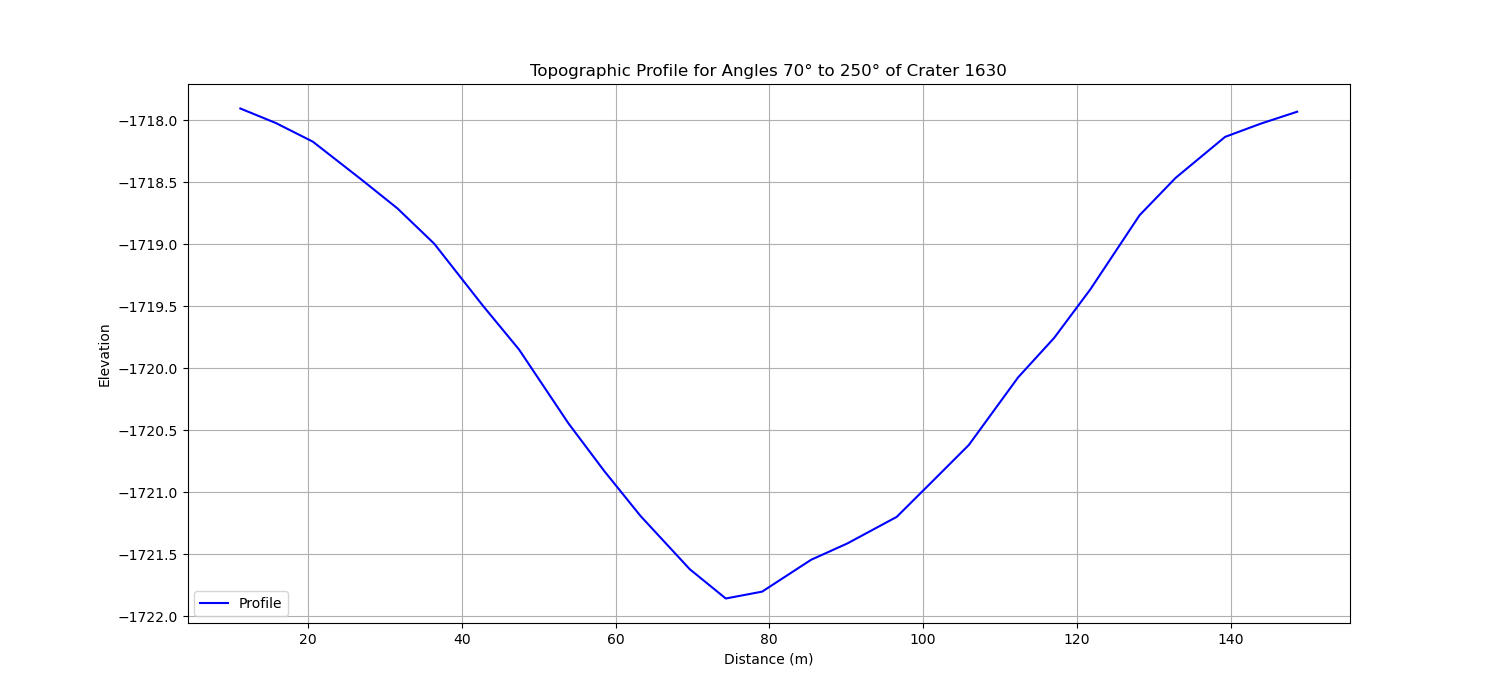 Topographic Profile for Angles 70° to 250° of Crater 1630
−1718.0
−1718.5
−1719.0
−1719.5
−1720.0
−1720.5
−1721.0
−1721.5
−1722.0
Elevation
Profile
20 40 60 80 100 120 140
Distance (m)